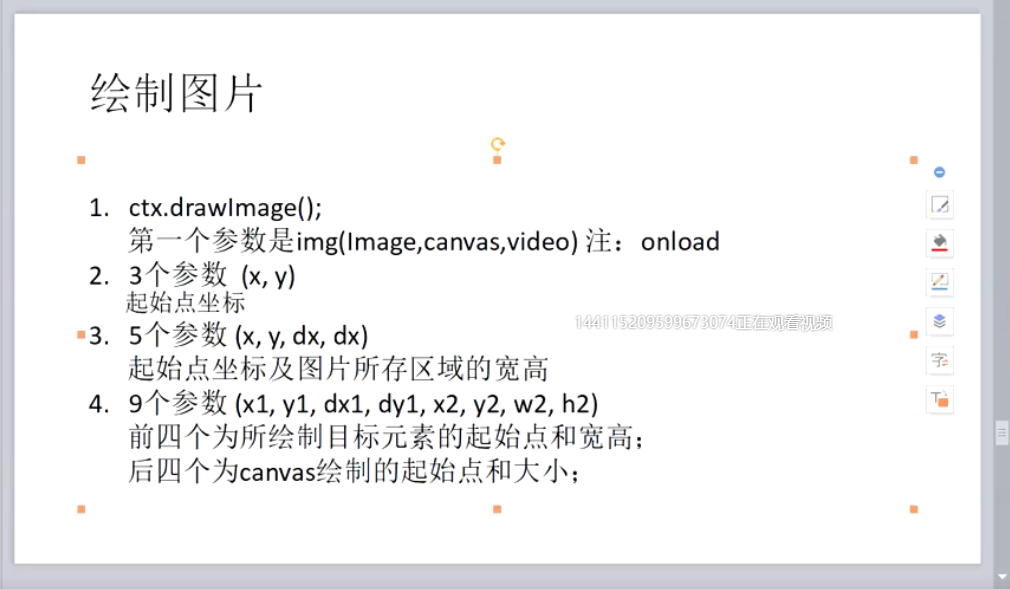 绘制图片
1. ctx.drawImage();
第一个参数是img(Image,canvas,video) 注：onload
2. 3个参数 (x, y)
起始点坐标
144115209599673074正在观看视频
3. 5个参数 (x, y, dx, dx)
起始点坐标及图片所存区域的宽高
4. 9个参数 (x1, y1, dx1, dy1, x2, y2, w2, h2)
前四个为所绘制目标元素的起始点和宽高；
后四个为canvas绘制的起始点和大小；
字
T